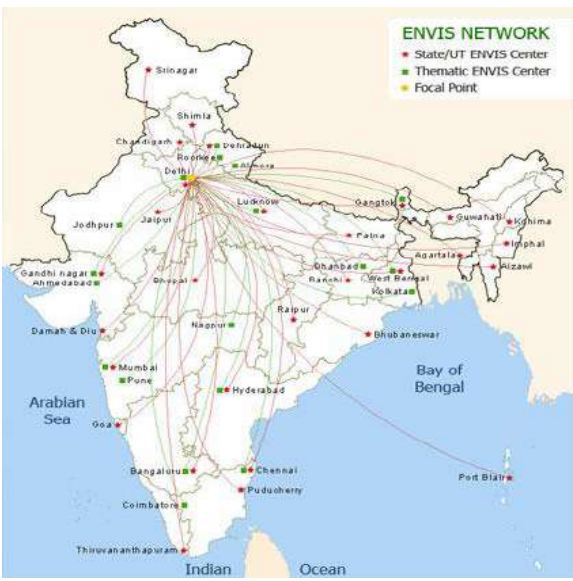 ENVIS NETWORK
State/UT ENVIS Center
Thematic ENVIS Center
Focal Point
Srinagar
Shimla
Chandigarh
Dehradun
Roorkee
Almora
Delhi
Lucknow
Gangtok
Guwahati
Kohima
Jodhpur
Jaipur
Patna
Imphal
Agartala
Aizawl
Gandhi nagar
Ahmedabad
Bhopal
Dhanbad
Ranchi
West Bengal
Kolkata
Raipur
Damah & Diu
Nagpur
Bhubaneswar
Mumbai
Pune
Hyderabad
Bay of
Bengal
Arabian
Sea
Goa
Bangaluru
Chennai
Port Blair
Puducherry
Coimbatore
Thiruvananthapuram
Indian
Ocean